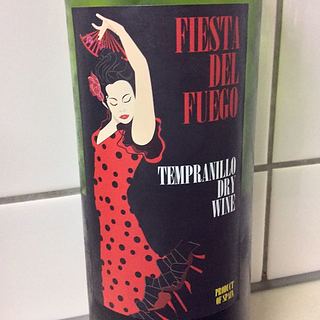 FIESTA
DEL
FUEGO
TEMPRANILLO
DRY
WINE
PRODUCT
OF SPAIN